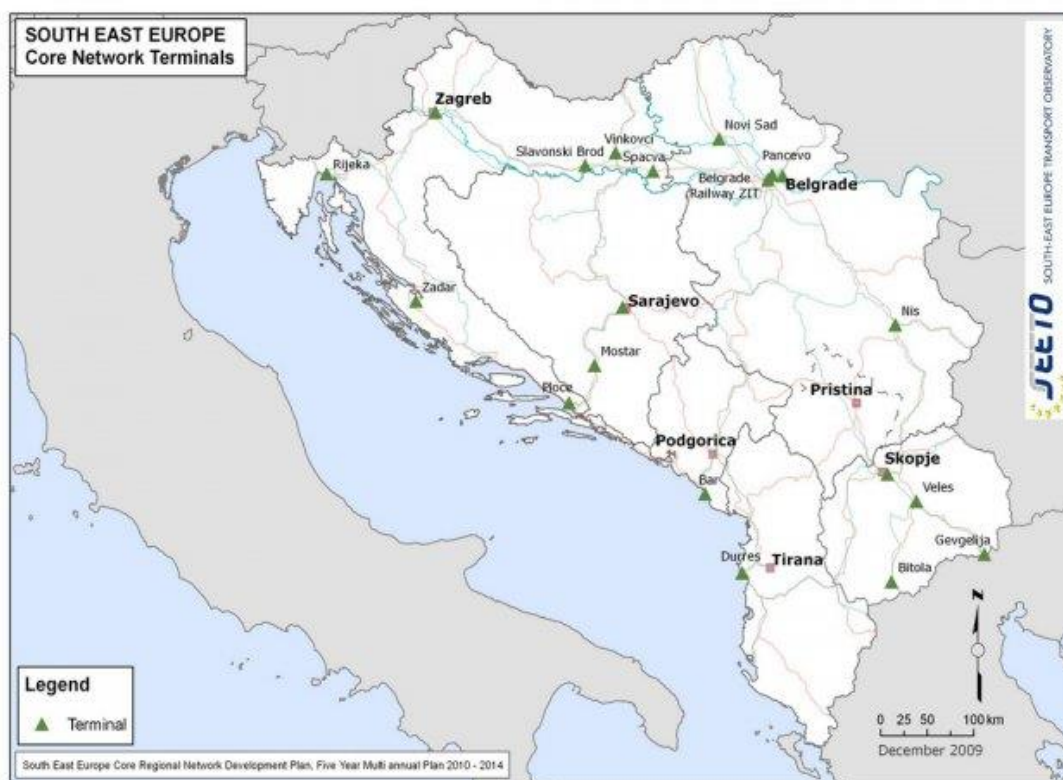 SOUTH EAST EUROPE
Core Network Terminals
SOUTH-EAST EUROPE TRANSPORT OBSERVATORY
SEETO
Zagreb
Novi Sad
Vinkovci
Slavonski Brod
Spacva
Pancevo
Rijeka
Belgrade
Railway ZIT
Belgrade
Zadar
Sarajevo
Nis
Mostar
Ploce
Pristina
Podgorica
Skopje
Bar
Veles
Gevgelija
Durres
Tirana
Bitola
N
Legend
Terminal
0 25 50 100 km
December 2009
South East Europe Core Regional Network Development Plan, Five Year Multi annual Plan 2010 - 2014